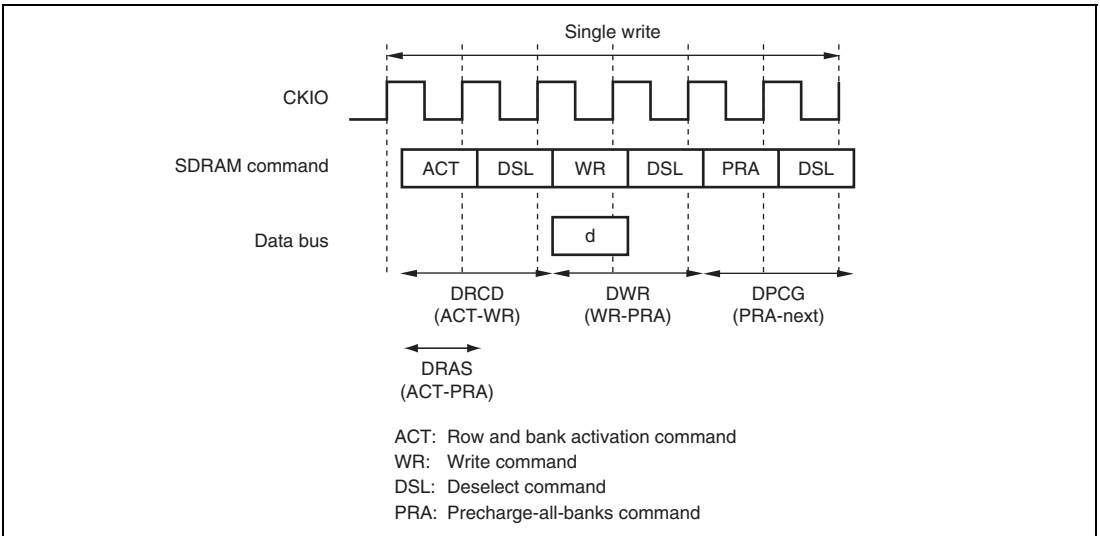 Single write
CKIO
SDRAM command
ACT DSL WR DSL PRA DSL
Data bus
d
DRCD
(ACT-WR)
DWR
(WR-PRA)
DPCG
(PRA-next)
DRAS
(ACT-PRA)
ACT: Row and bank activation command
WR: Write command
DSL: Deselect command
PRA: Precharge-all-banks command